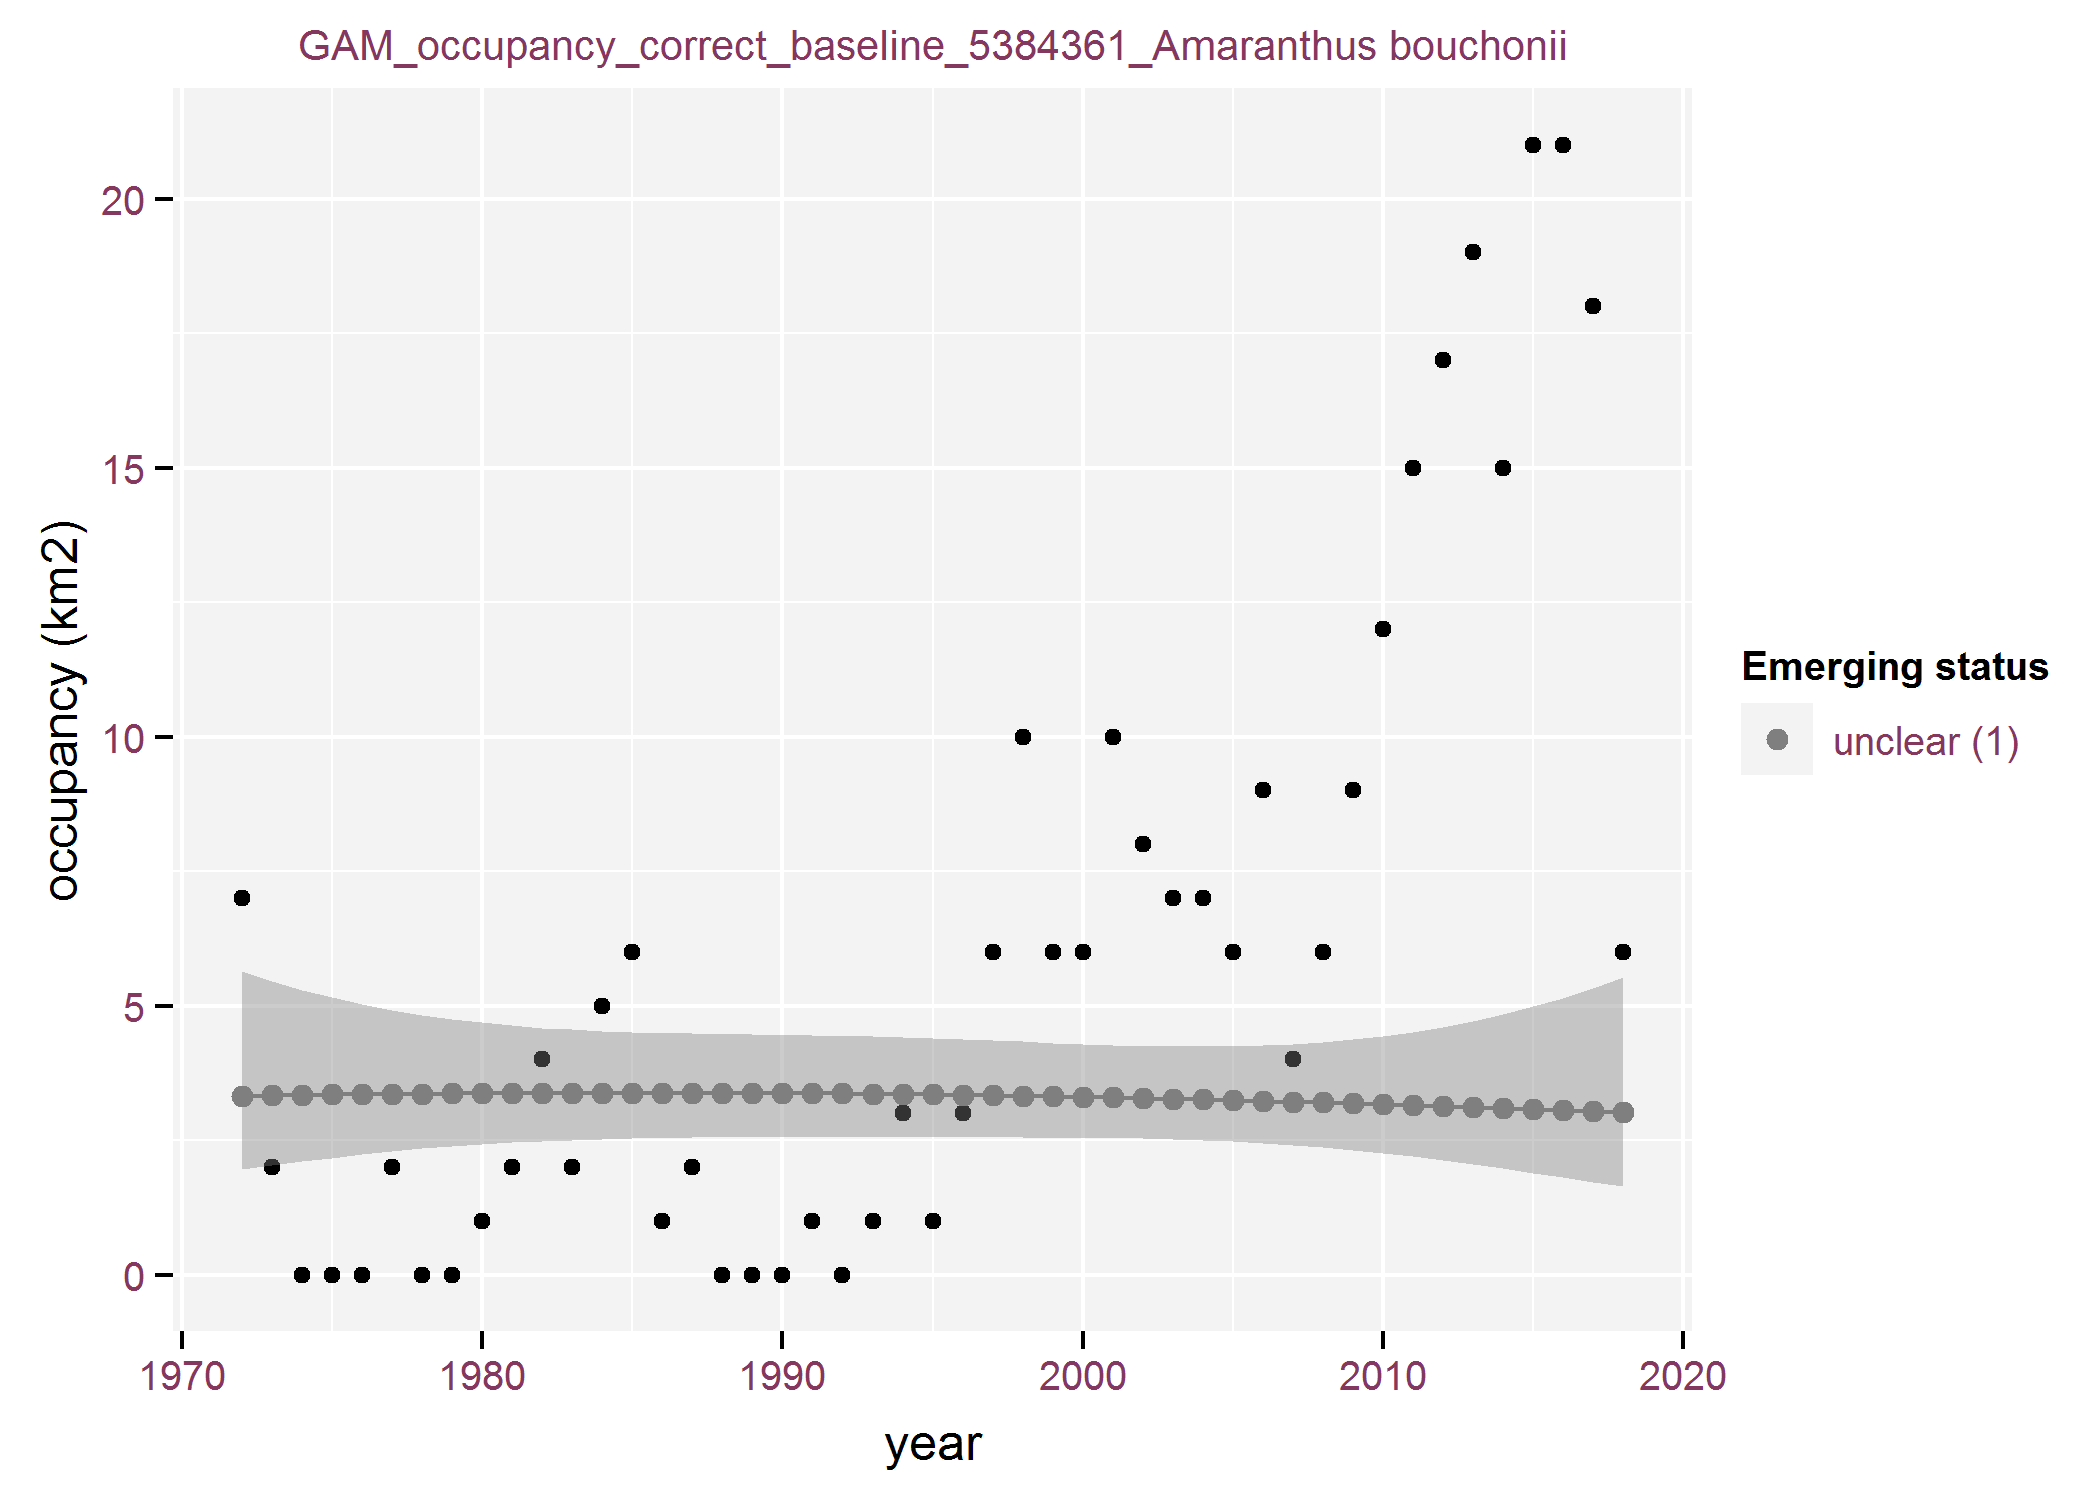 GAM_occupancy_correct_baseline_5384361_Amaranthus bouchonii
20
15
10
5
0
occupancy (km2)
1970 1980 1990 2000 2010 2020
year
Emerging status
unclear (1)